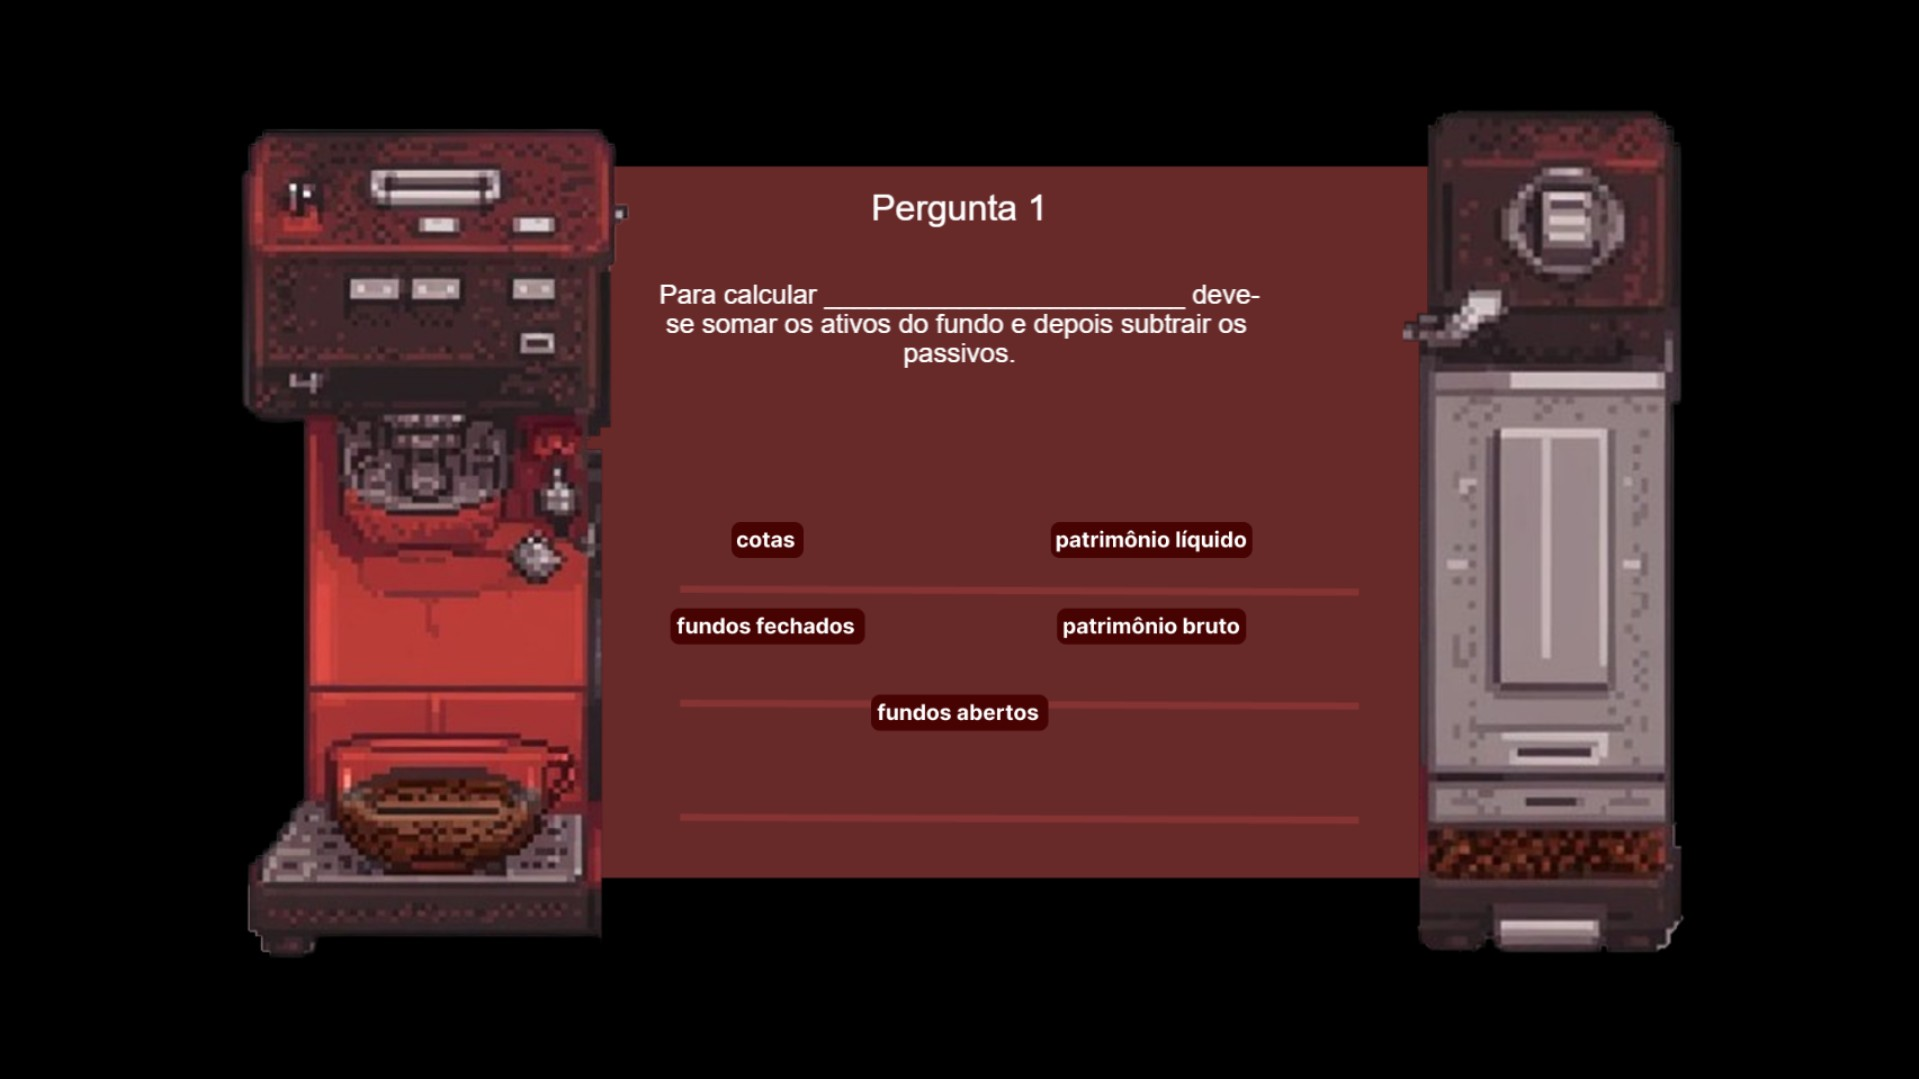 Pergunta 1
Para calcular _________________________ deve-
se somar os ativos do fundo e depois subtrair os
passivos.
cotas
patrimônio líquido
fundos fechados
patrimônio bruto
fundos abertos